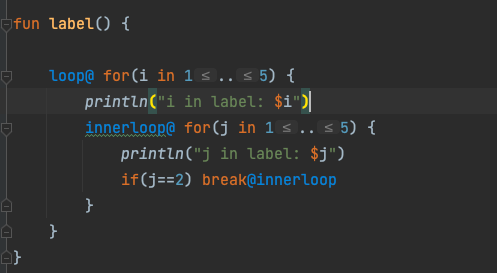 fun label() {
loop@ for(i in 1≤..≤5) {
println("i in label: $i")
innerloop@ for(j in 1≤..≤5) {
println("j in label: $j")
if(j==2) break@innerloop
}
}
}